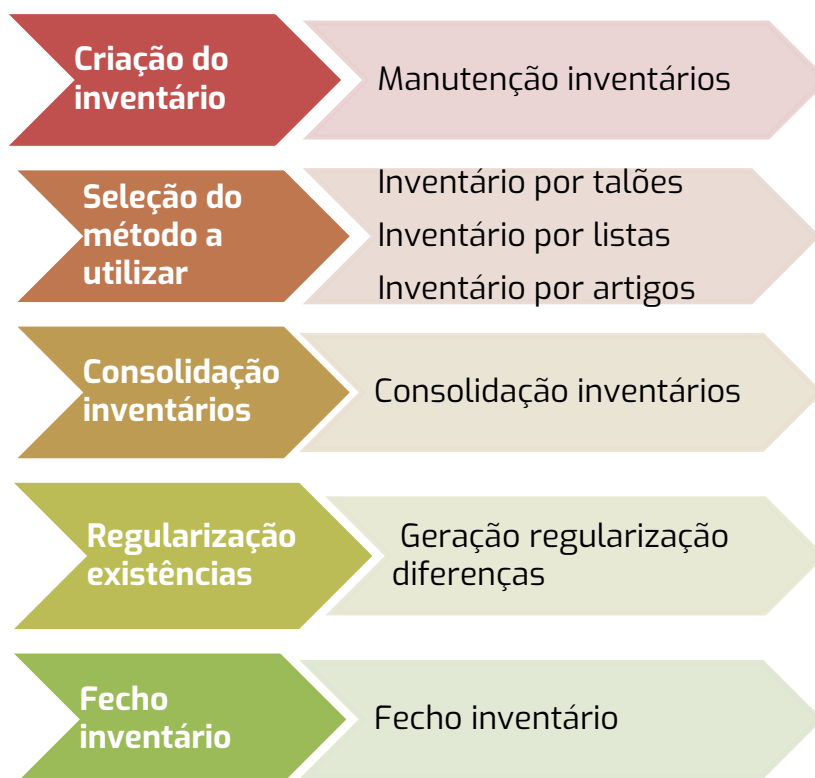 Criação do
inventário
Manutenção inventários
Seleção do
método a
utilizar
Inventário por talões
Inventário por listas
Inventário por artigos
Consolidação
inventários
Consolidação inventários
Regularização
existências
Geração regularização
diferenças
Fecho
inventário
Fecho inventário